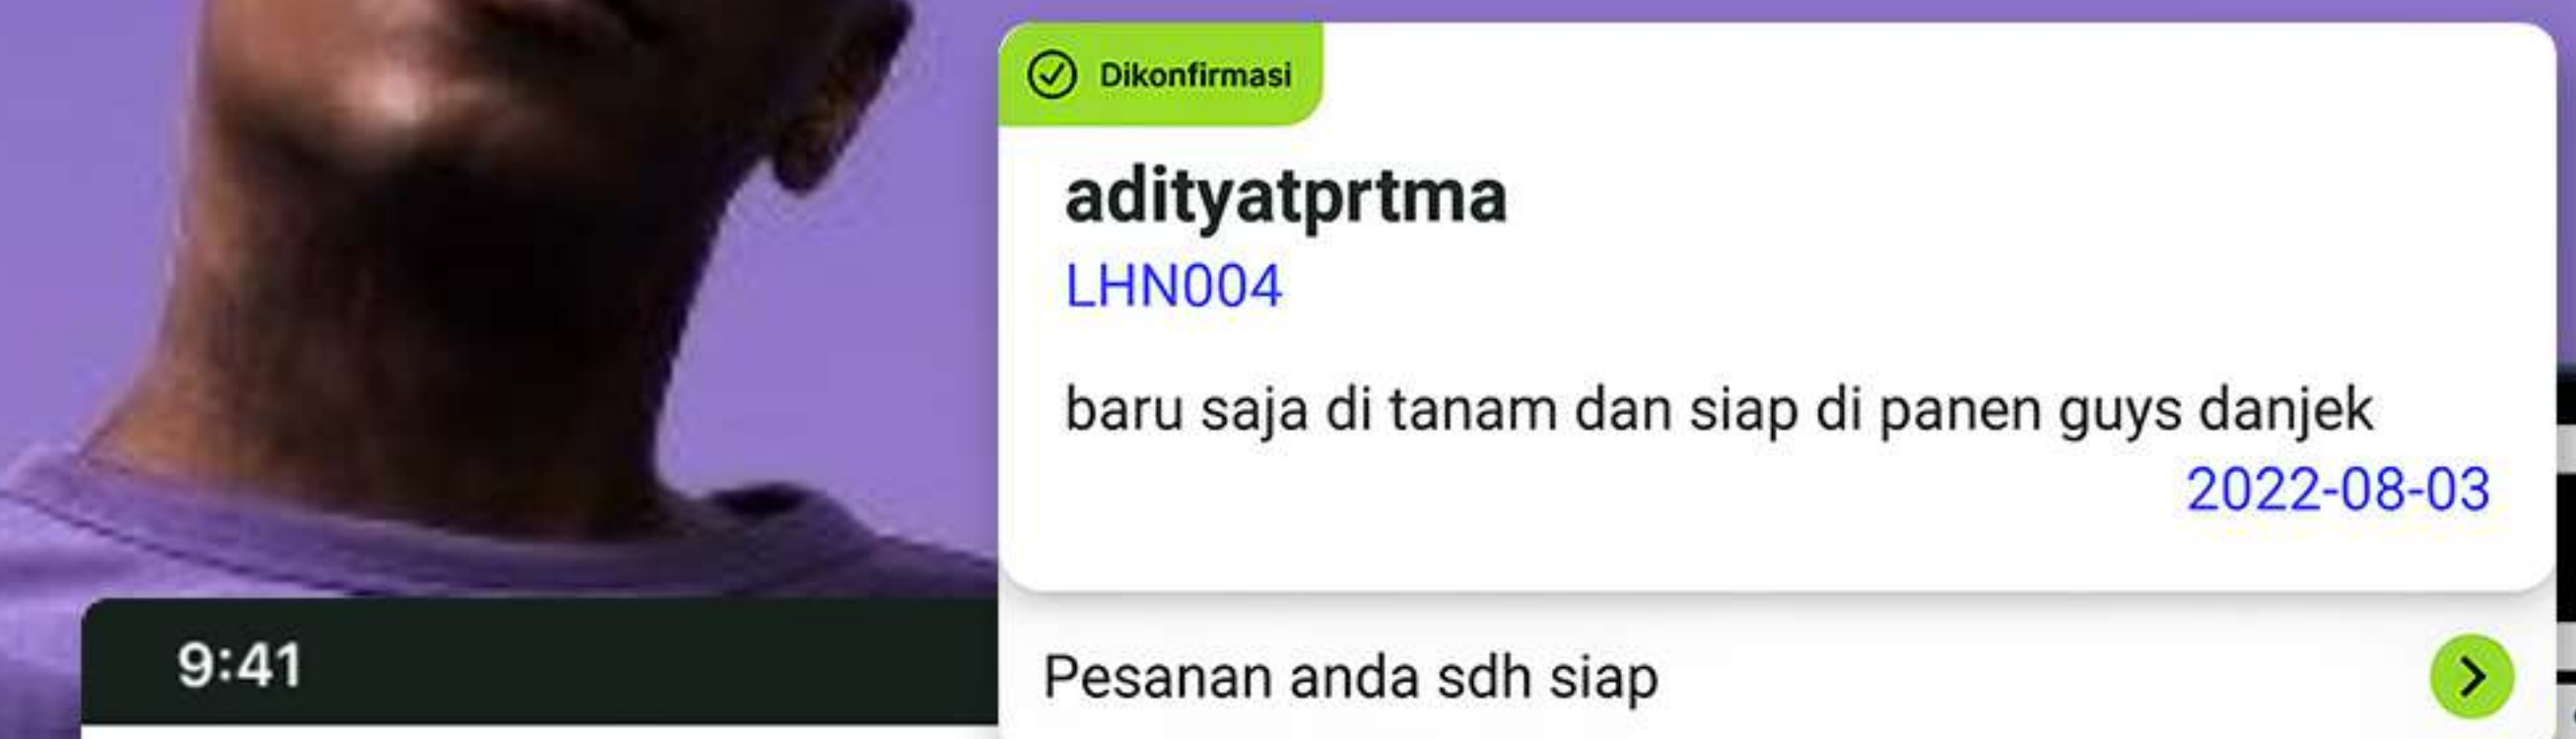 Dikonfirmasi
adityatprtma
LHN004
baru saja di tanam dan siap di panen guys danjek
2022-08-03
Pesanan anda sdh siap
9:41